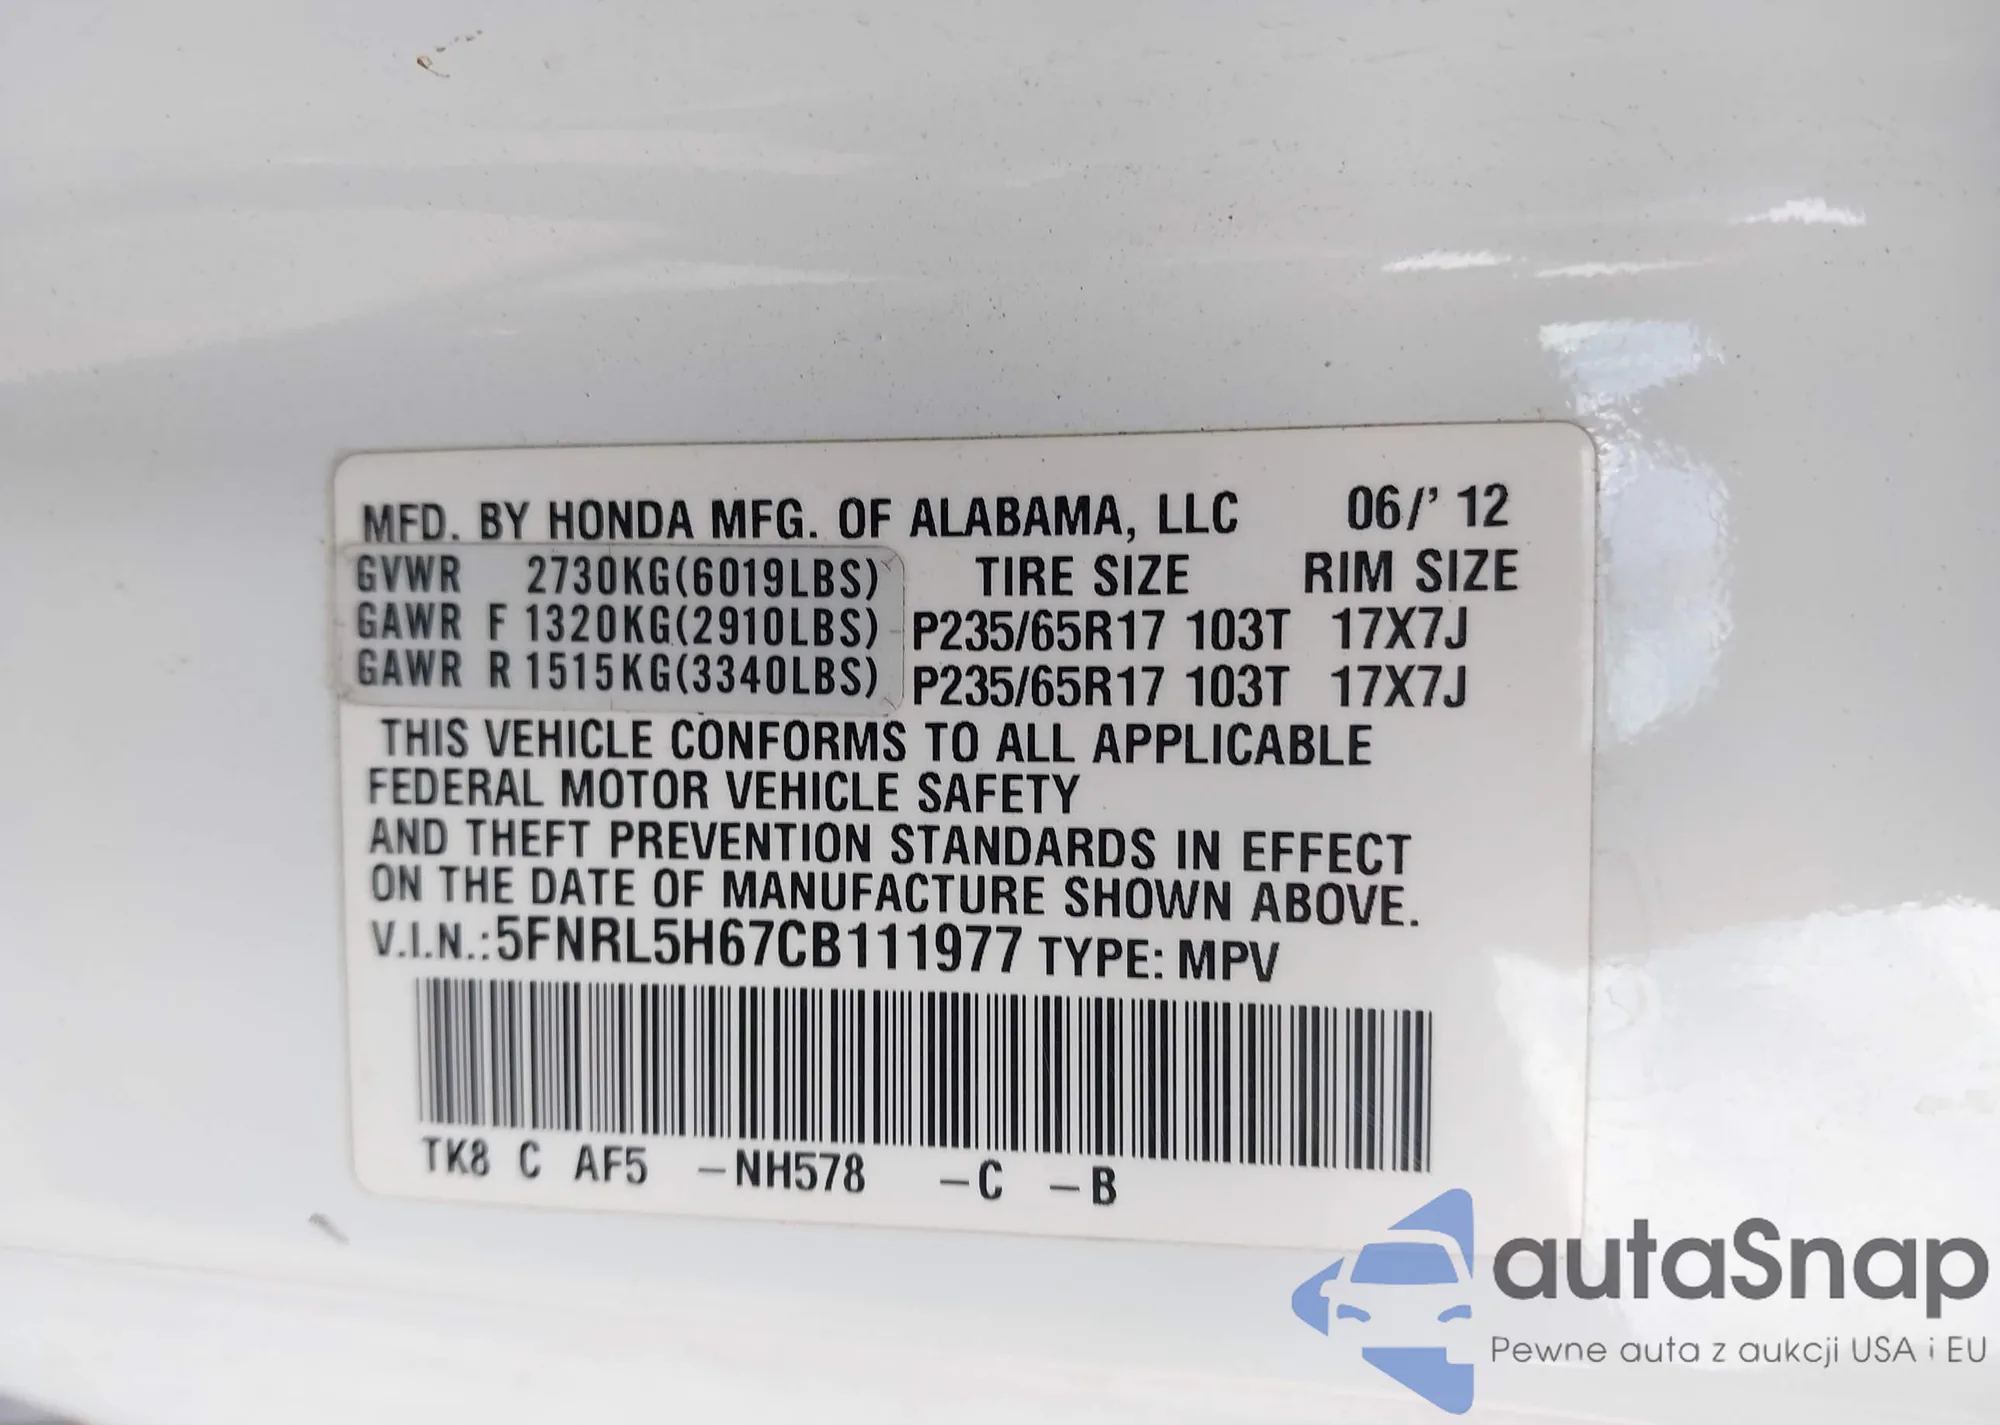 MFD. BY HONDA MFG. OF ALABAMA, LLC 06/' 12
GVWR 2730KG(6019LBS) TIRE SIZE RIM SIZE
GAWR F 1320KG(2910LBS) P235/65R17 103T 17X7J
GAWR R 1515KG(3340LBS) P235/65R17 103T 17X7J
THIS VEHICLE CONFORMS TO ALL APPLICABLE
FEDERAL MOTOR VEHICLE SAFETY
AND THEFT PREVENTION STANDARDS IN EFFECT
ON THE DATE OF MANUFACTURE SHOWN ABOVE.
V.I.N.:5FNRL5H67CB111977 TYPE: MPV
TK8 C AF5 –NH578 –C –B
autaSnap
Pewne auta z aukcji USA i EU